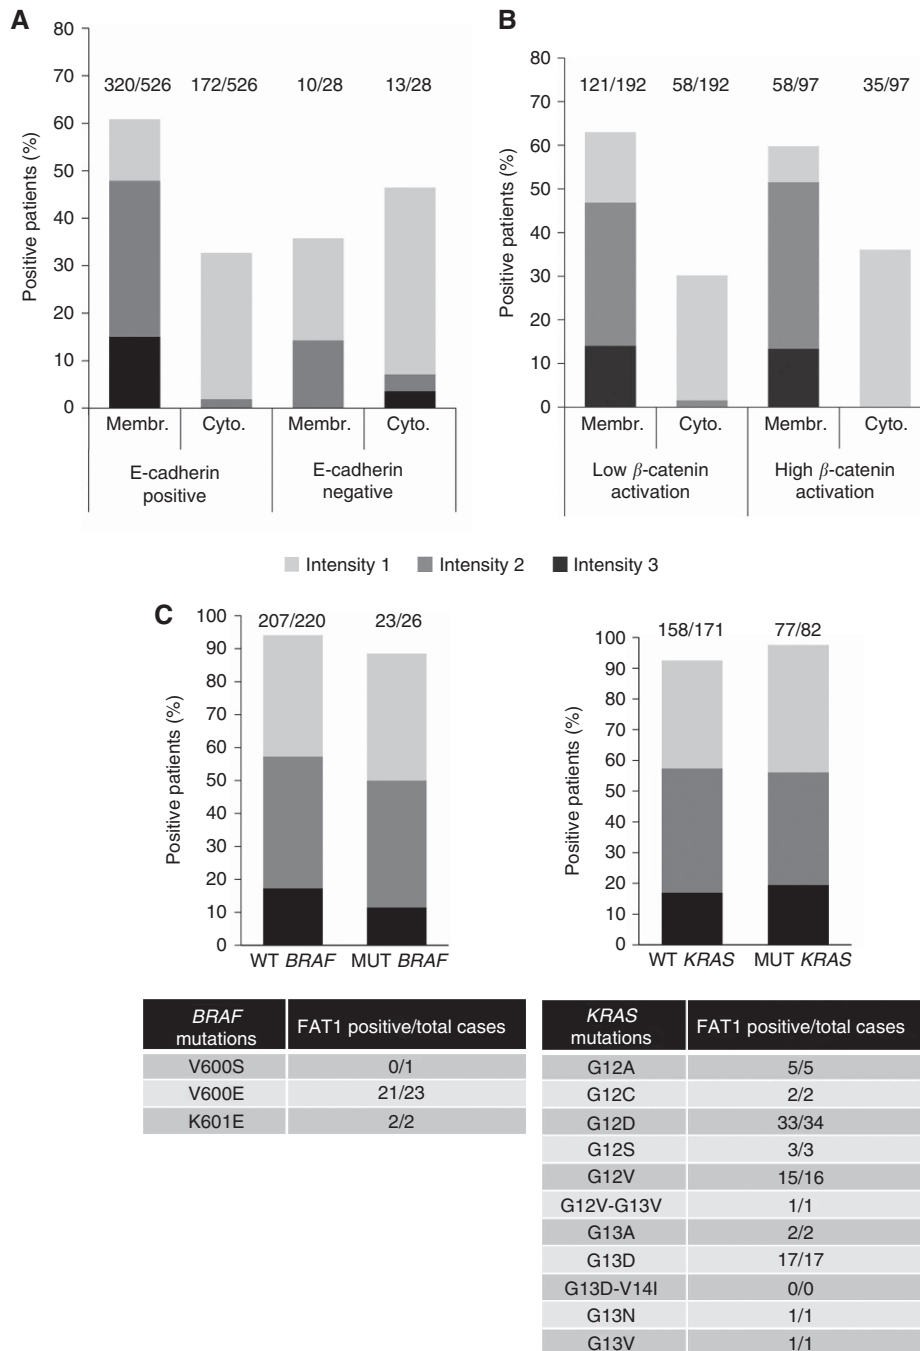 A
B
80
70
60
50
40
30
20
10
0
Positive patients (%)
320/526 172/526 10/28 13/28
Membr. Cyto. Membr. Cyto.
E-cadherin
positive
E-cadherin
negative
80
70
60
50
40
30
20
10
0
Positive patients (%)
121/192 58/192 58/97 35/97
Membr. Cyto. Membr. Cyto.
Low β-catenin
activation
High β-catenin
activation
Intensity 1 Intensity 2 Intensity 3
C
100
90
80
70
60
50
40
30
20
10
0
Positive patients (%)
207/220 23/26
WT BRAF MUT BRAF
100
90
80
70
60
50
40
30
20
10
0
Positive patients (%)
158/171 77/82
WT KRAS MUT KRAS
BRAF
mutations
FAT1 positive/total cases
V600S 0/1
V600E 21/23
K601E 2/2
KRAS
mutations
FAT1 positive/total cases
G12A 5/5
G12C 2/2
G12D 33/34
G12S 3/3
G12V 15/16
G12V-G13V 1/1
G13A 2/2
G13D 17/17
G13D-V14I 0/0
G13N 1/1
G13V 1/1